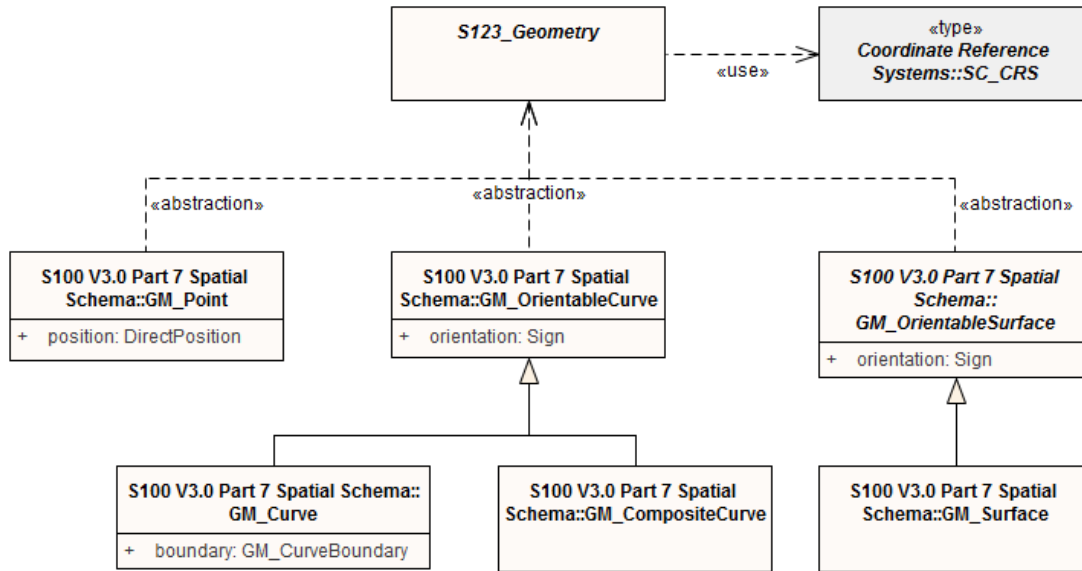 S123_Geometry
«use»
«type»
Coordinate Reference
Systems::SC_CRS
«abstraction»
«abstraction»
«abstraction»
S100 V3.0 Part 7 Spatial
Schema::GM_Point
+ position: DirectPosition
S100 V3.0 Part 7 Spatial
Schema::GM_OrientableCurve
+ orientation: Sign
S100 V3.0 Part 7 Spatial
Schema::
GM_OrientableSurface
+ orientation: Sign
S100 V3.0 Part 7 Spatial Schema::
GM_Curve
+ boundary: GM_CurveBoundary
S100 V3.0 Part 7 Spatial
Schema::GM_CompositeCurve
S100 V3.0 Part 7 Spatial
Schema::GM_Surface